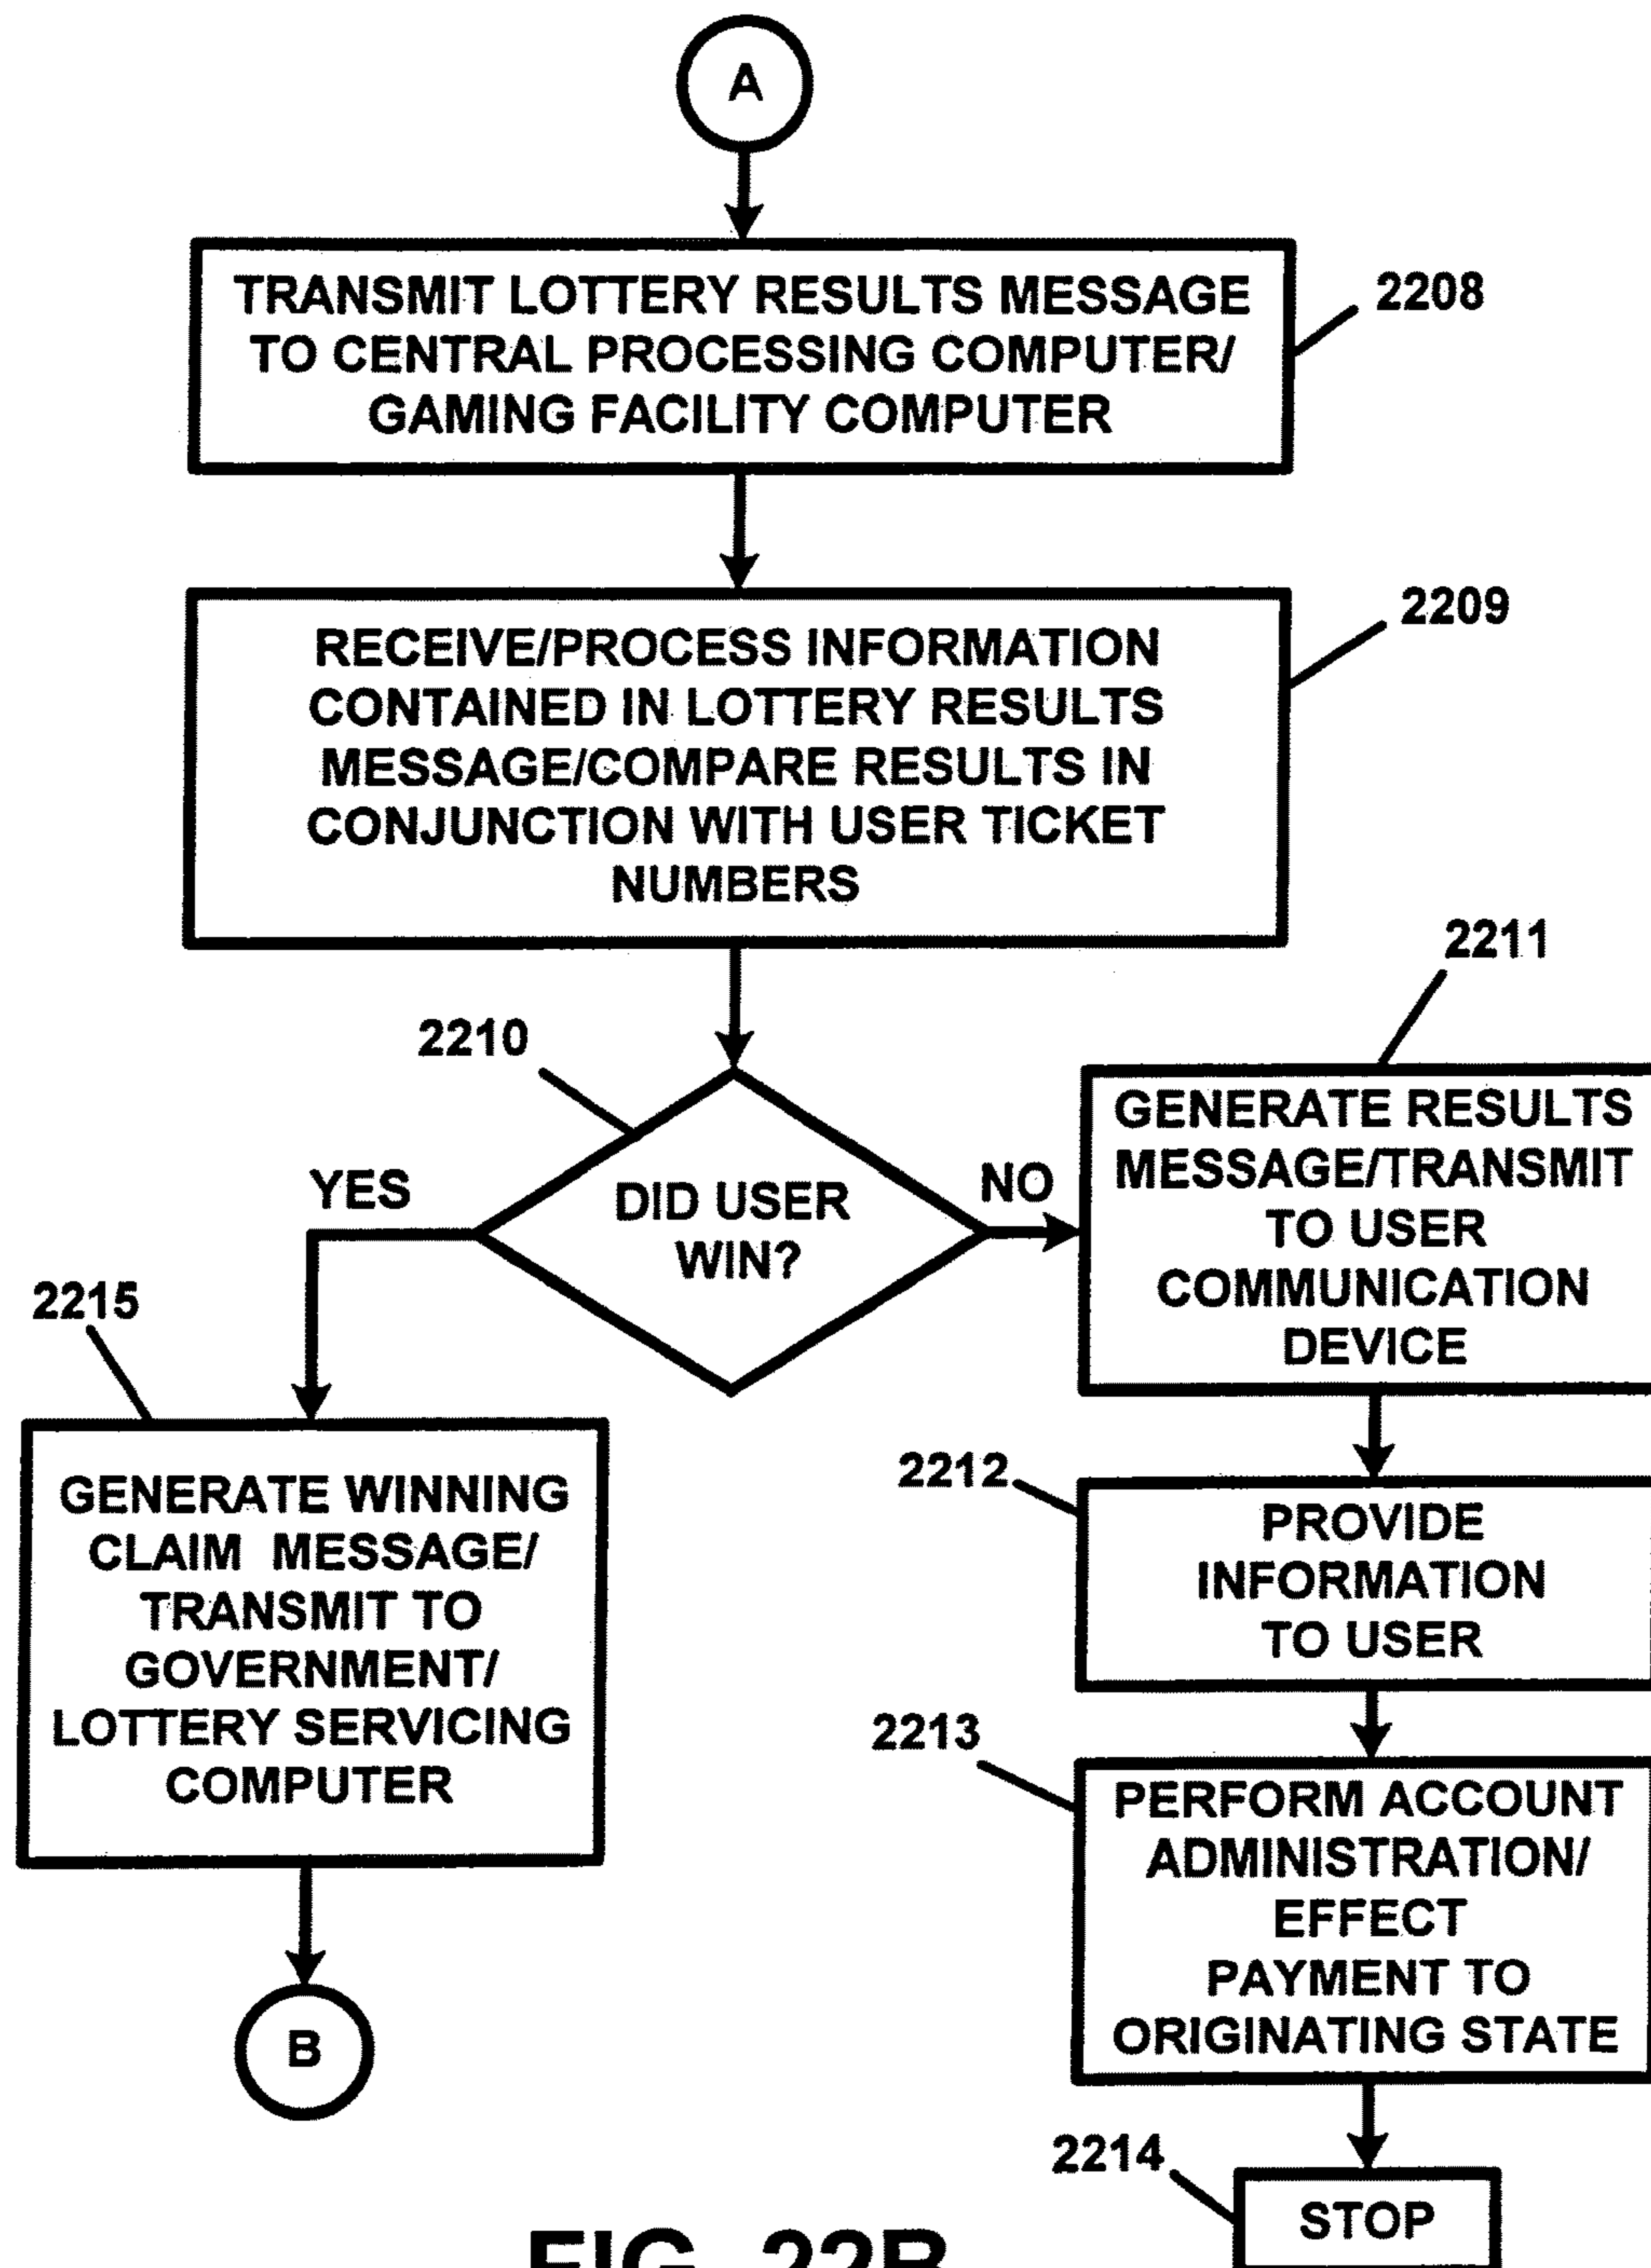 A
TRANSMIT LOTTERY RESULTS MESSAGE
TO CENTRAL PROCESSING COMPUTER/
GAMING FACILITY COMPUTER
2208
RECEIVE/PROCESS INFORMATION
CONTAINED IN LOTTERY RESULTS
MESSAGE/COMPARE RESULTS IN
CONJUNCTION WITH USER TICKET
NUMBERS
2209
2210
DID USER
WIN?
YES
NO
2211
GENERATE RESULTS
MESSAGE/TRANSMIT
TO USER
COMMUNICATION
DEVICE
2212
PROVIDE
INFORMATION
TO USER
2213
PERFORM ACCOUNT
ADMINISTRATION/
EFFECT
PAYMENT TO
ORIGINATING STATE
2214
STOP
2215
GENERATE WINNING
CLAIM MESSAGE/
TRANSMIT TO
GOVERNMENT/
LOTTERY SERVICING
COMPUTER
B
FIG. 22B